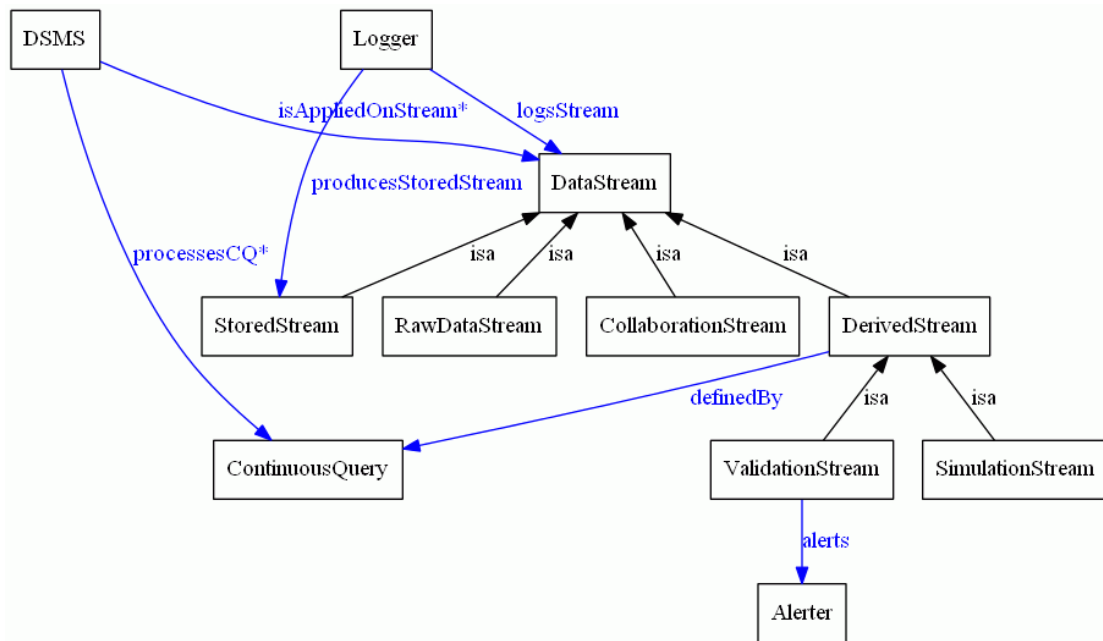 DSMS
Logger
isAppliedOnStream*
logsStream
DataStream
producesStoredStream
processesCQ*
isa
isa
isa
isa
StoredStream
RawDataStream
CollaborationStream
DerivedStream
definedBy
isa
isa
ContinuousQuery
ValidationStream
SimulationStream
alerts
Alerter